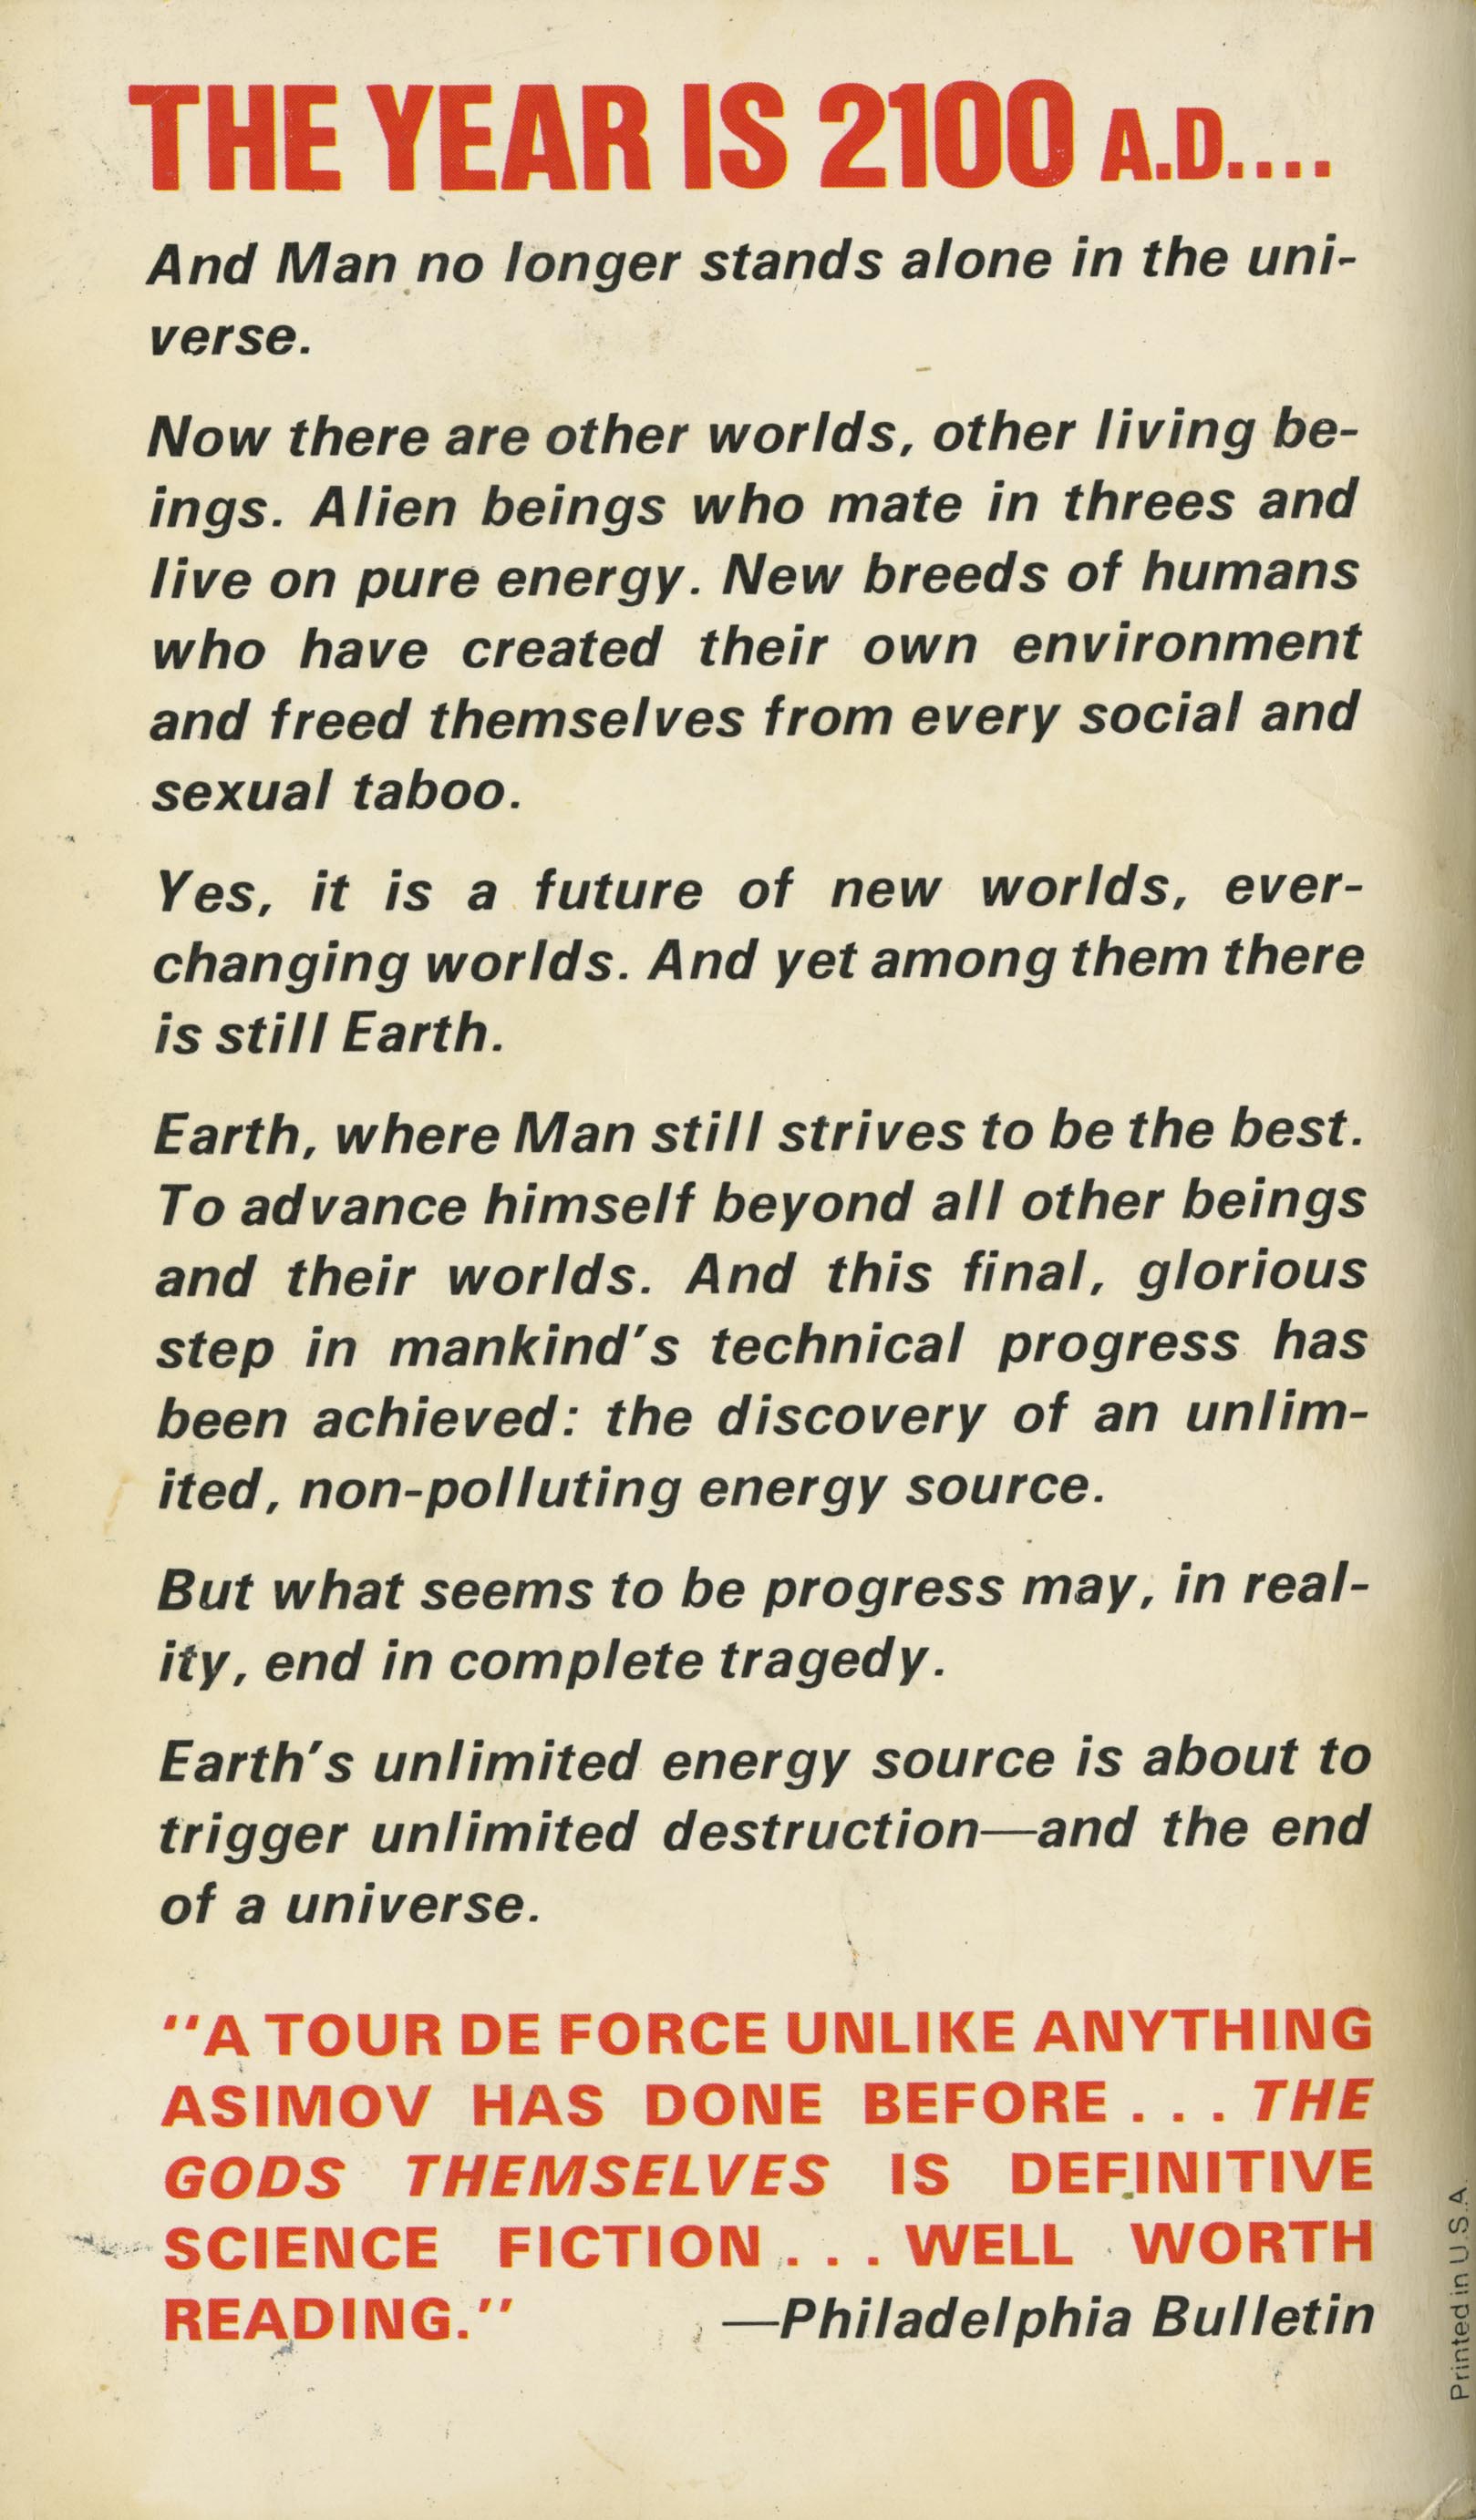 THE YEAR IS 2100 A.D....
And Man no longer stands alone in the uni-
verse.
Now there are other worlds, other living be-
ings. Alien beings who mate in threes and
live on pure energy. New breeds of humans
who have created their own environment
and freed themselves from every social and
sexual taboo.
Yes, it is a future of new worlds, ever-
changing worlds. And yet among them there
is still Earth.
Earth, where Man still strives to be the best.
To advance himself beyond all other beings
and their worlds. And this final, glorious
step in mankind's technical progress has
been achieved: the discovery of an unlim-
ited, non-polluting energy source.
But what seems to be progress may, in real-
ity, end in complete tragedy.
Earth's unlimited energy source is about to
trigger unlimited destruction—and the end
of a universe.
"A TOUR DE FORCE UNLIKE ANYTHING
ASIMOV HAS DONE BEFORE . . . THE
GODS THEMSELVES IS DEFINITIVE
SCIENCE FICTION . . . WELL WORTH
READING." —Philadelphia Bulletin
Printed in U.S.A.